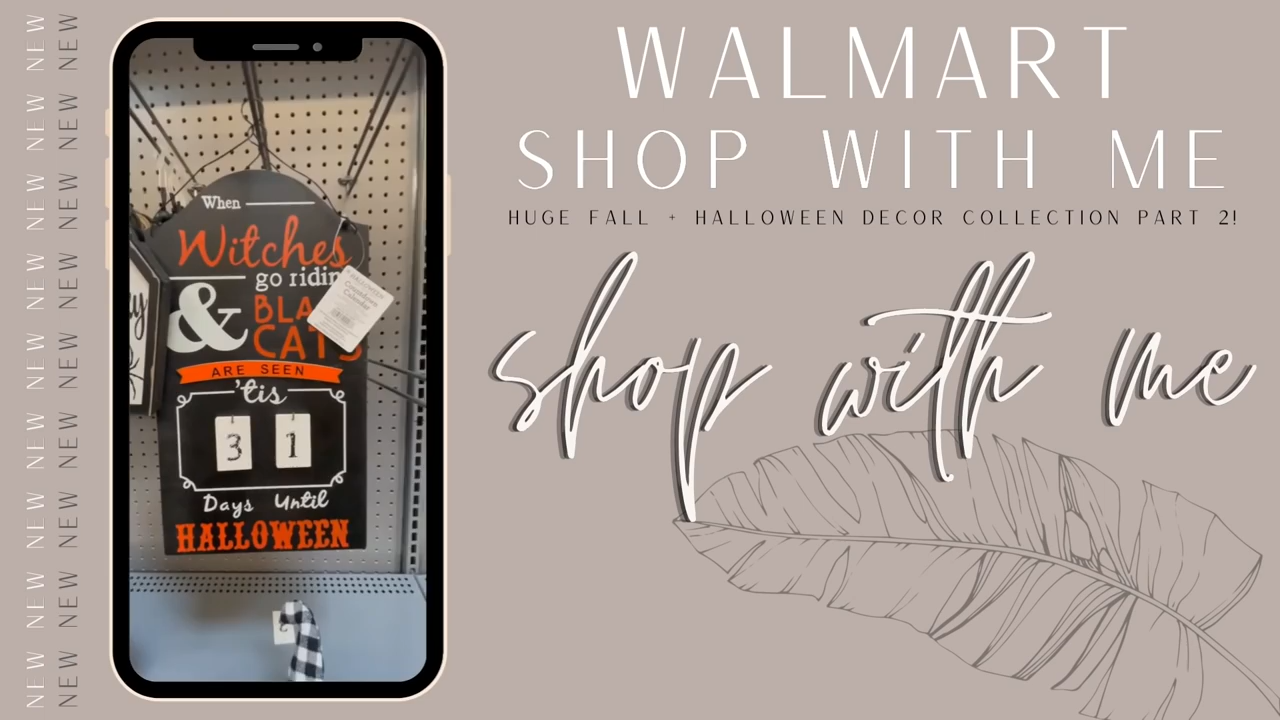 NEW NEW NEW NEW NEW NEW NEW NEW NEW
NEW NEW NEW NEW NEW NEW NEW NEW NEW
When
Witches
go ridin
&
BLA
CATS
ARE SEEN
'tis
3 1
Days Until
HALLOWEEN
Countdown
Calendar
WALMART
SHOP WITH ME
HUGE FALL + HALLOWEEN DECOR COLLECTION PART 2!
shop with me